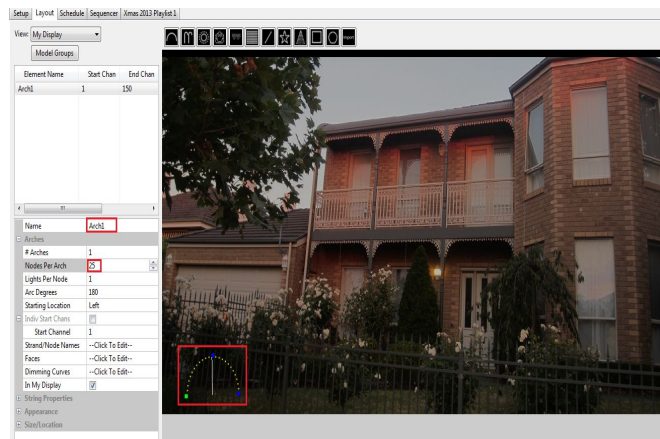 Setup Layout Schedule Sequencer Xmas 2013 Playlist 1
View: My Display
Model Groups
Import
Element Name Start Chan End Chan
Arch1 1 150
Name Arch1
Arches
# Arches 1
Nodes Per Arch 25
Lights Per Node 1
Arc Degrees 180
Starting Location Left
Indiv Start Chans
Start Channel 1
Strand/Node Names --Click To Edit--
Faces --Click To Edit--
Dimming Curves --Click To Edit--
In My Display
String Properties
Appearance
Size/Location